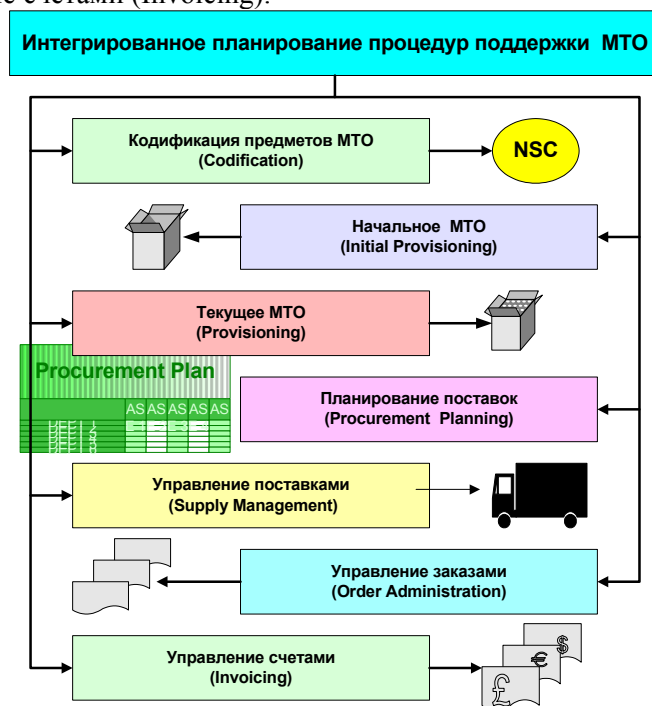 счетами (Invoicing).
Интегрированное планирование процедур поддержки МТО
Кодификация предметов МТО
(Codification)
NSC
Начальное МТО
(Initial Provisioning)
Текущее МТО
(Provisioning)
Procurement Plan
AS AS AS AS AS
Планирование поставок
(Procurement Planning)
Управление поставками
(Supply Management)
Управление заказами
(Order Administration)
Управление счетами
(Invoicing)
$
€
£